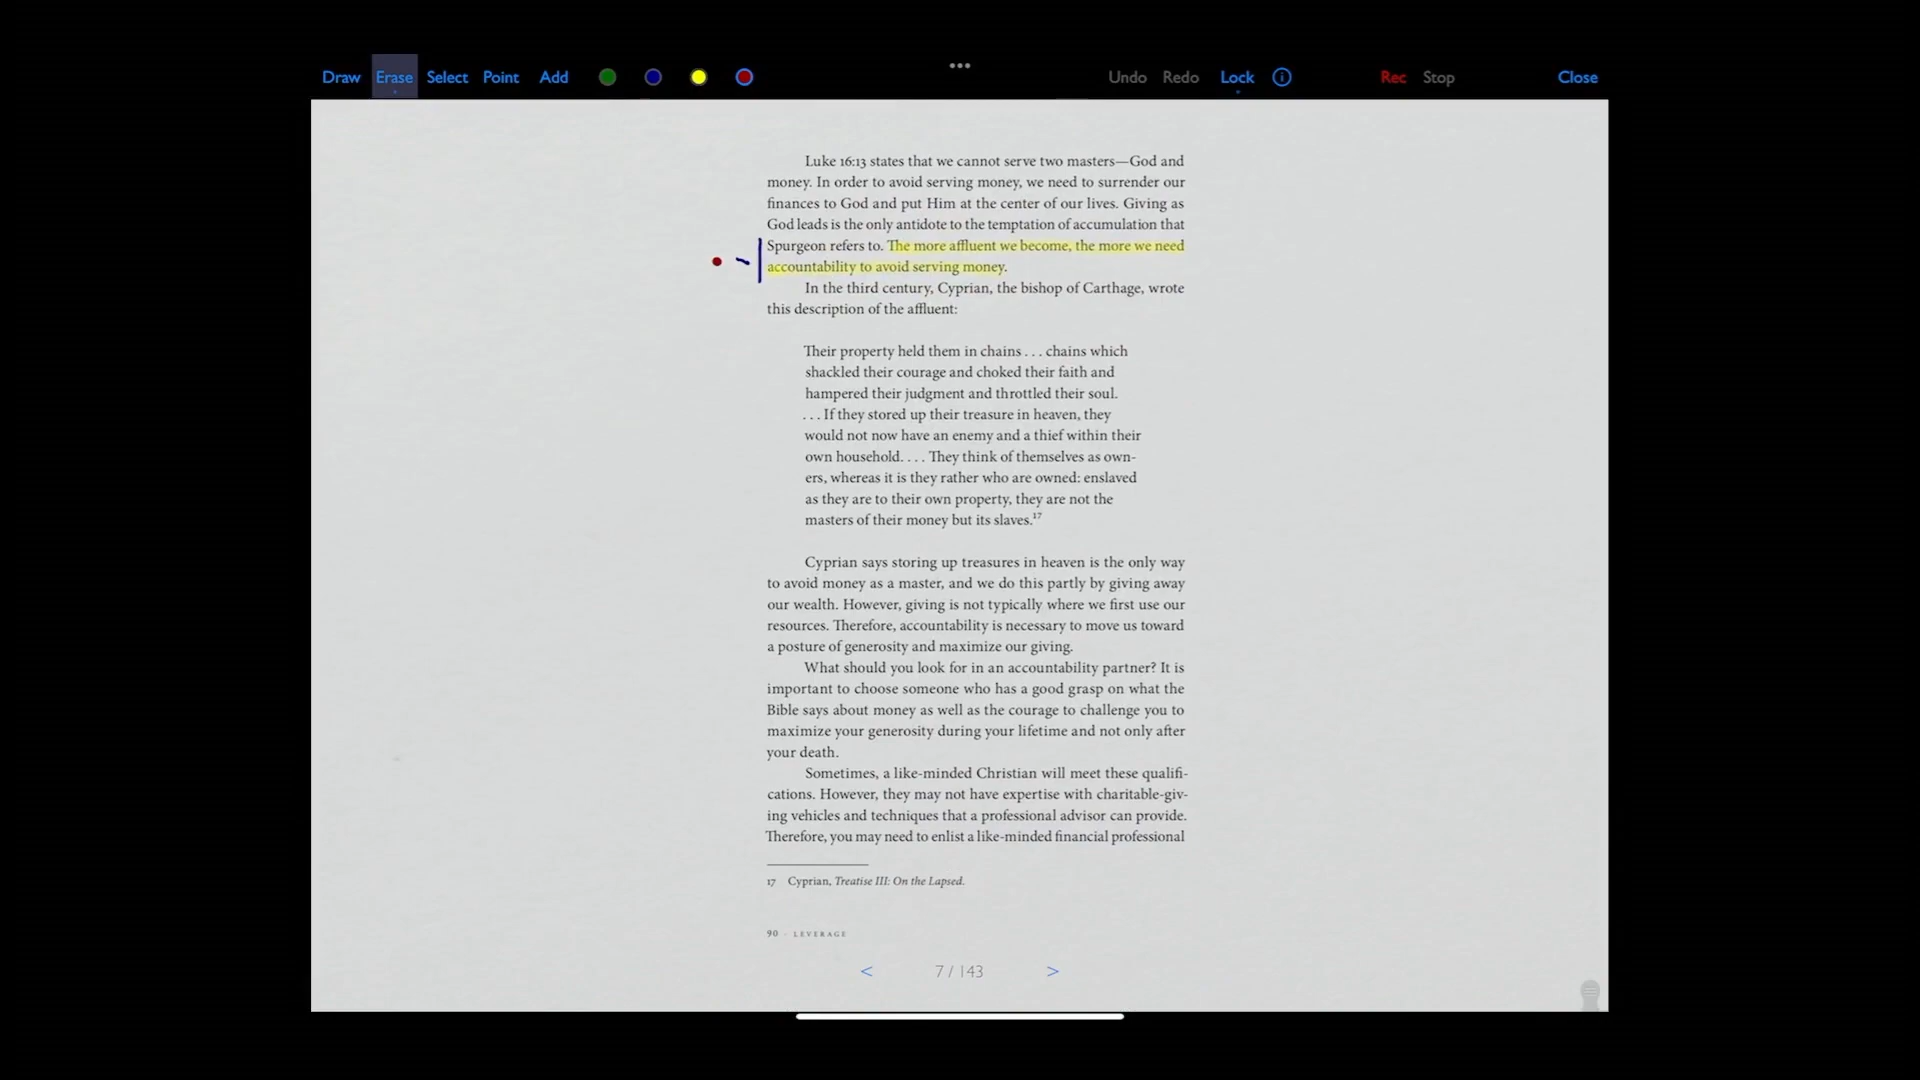 Draw Erase Select Point Add ••• Undo Redo Lock i Rec Stop Close
Luke 16:13 states that we cannot serve two masters—God and
money. In order to avoid serving money, we need to surrender our
finances to God and put Him at the center of our lives. Giving as
God leads is the only antidote to the temptation of accumulation that
Spurgeon refers to. The more affluent we become, the more we need
accountability to avoid serving money.
In the third century, Cyprian, the bishop of Carthage, wrote
this description of the affluent:
Their property held them in chains . . . chains which
shackled their courage and choked their faith and
hampered their judgment and throttled their soul.
. . . If they stored up their treasure in heaven, they
would not now have an enemy and a thief within their
own household. . . . They think of themselves as own-
ers, whereas it is they rather who are owned: enslaved
as they are to their own property, they are not the
masters of their money but its slaves.17
Cyprian says storing up treasures in heaven is the only way
to avoid money as a master, and we do this partly by giving away
our wealth. However, giving is not typically where we first use our
resources. Therefore, accountability is necessary to move us toward
a posture of generosity and maximize our giving.
What should you look for in an accountability partner? It is
important to choose someone who has a good grasp on what the
Bible says about money as well as the courage to challenge you to
maximize your generosity during your lifetime and not only after
your death.
Sometimes, a like-minded Christian will meet these qualifi-
cations. However, they may not have expertise with charitable-giv-
ing vehicles and techniques that a professional advisor can provide.
Therefore, you may need to enlist a like-minded financial professional
17 Cyprian, Treatise III: On the Lapsed.
90 · LEVERAGE
< 7 / 143 >